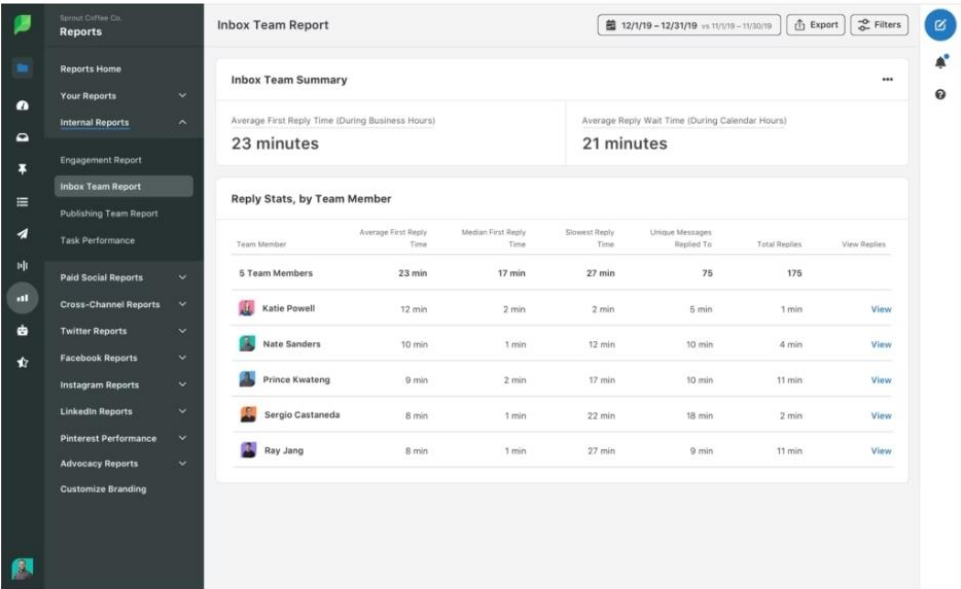 Sprout Coffee Co.
Reports
Reports Home
Your Reports
Internal Reports
Engagement Report
Inbox Team Report
Publishing Team Report
Task Performance
Paid Social Reports
Cross-Channel Reports
Twitter Reports
Facebook Reports
Instagram Reports
LinkedIn Reports
Pinterest Performance
Advocacy Reports
Customize Branding
Inbox Team Report
12/1/19 – 12/31/19 vs 11/1/19 – 11/30/19
Export
Filters
Inbox Team Summary
Average First Reply Time (During Business Hours)
23 minutes
Average Reply Wait Time (During Calendar Hours)
21 minutes
Reply Stats, by Team Member
Team Member Average First Reply Time Median First Reply Time Slowest Reply Time Unique Messages Replied To Total Replies View Replies
5 Team Members 23 min 17 min 27 min 75 175
Katie Powell 12 min 2 min 2 min 5 min 1 min View
Nate Sanders 10 min 1 min 12 min 10 min 4 min View
Prince Kwateng 9 min 2 min 17 min 10 min 11 min View
Sergio Castaneda 8 min 1 min 22 min 18 min 2 min View
Ray Jang 8 min 1 min 27 min 9 min 11 min View